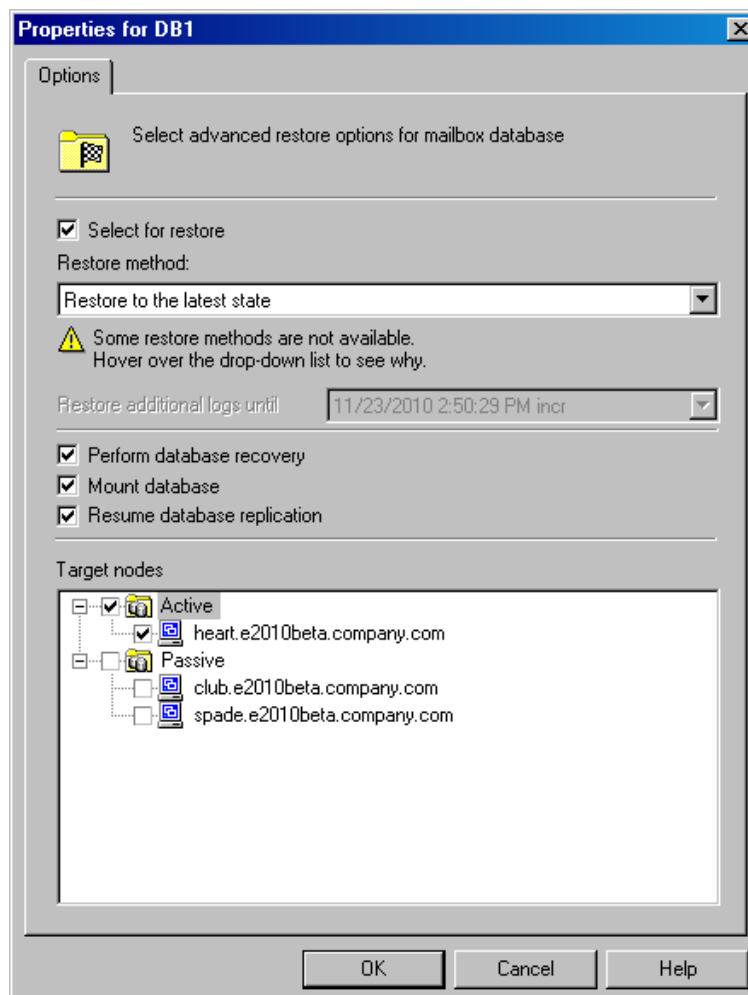 Properties for DB1
Options
Select advanced restore options for mailbox database
Select for restore
Restore method:
Restore to the latest state
Some restore methods are not available.
Hover over the drop-down list to see why.
Restore additional logs until 11/23/2010 2:50:29 PM incr
Perform database recovery
Mount database
Resume database replication
Target nodes
Active
heart.e2010beta.company.com
Passive
club.e2010beta.company.com
spade.e2010beta.company.com
OK Cancel Help